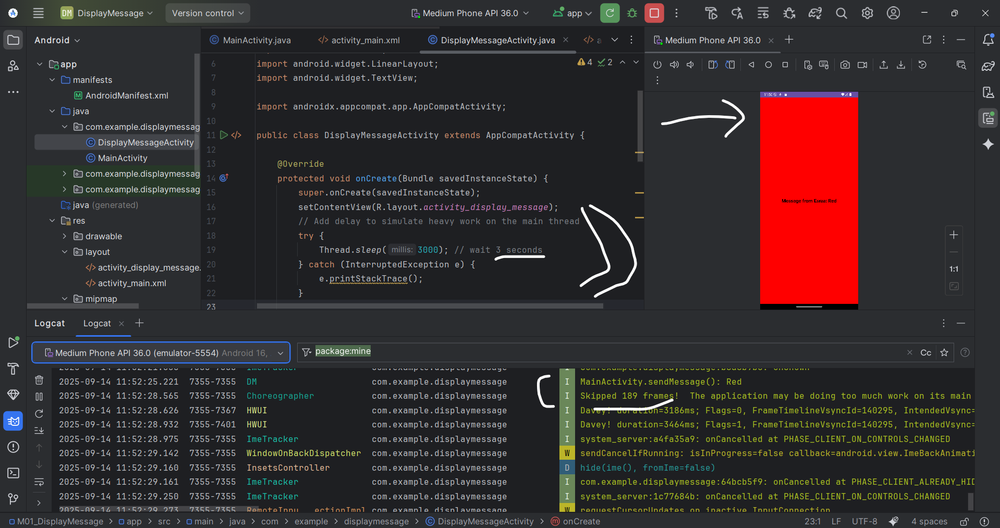 DM DisplayMessage Version control Medium Phone API 36.0 app
Android
MainActivity.java activity_main.xml DisplayMessageActivity.java a
Medium Phone API 36.0
app
manifests
AndroidManifest.xml
java
com.example.displaymessag
DisplayMessageActivity
MainActivity
com.example.displaymessag
com.example.displaymessag
java (generated)
res
drawable
layout
activity_display_message.
activity_main.xml
mipmap
4 2
6 import android.widget.LinearLayout;
7 import android.widget.TextView;
8
9 import androidx.appcompat.app.AppCompatActivity;
10
11 public class DisplayMessageActivity extends AppCompatActivity {
12
13 @Override
14 protected void onCreate(Bundle savedInstanceState) {
15 super.onCreate(savedInstanceState);
16 setContentView(R.layout.activity_display_message);
17 // Add delay to simulate heavy work on the main thread
18 try {
19 Thread.sleep( millis: 3000); // wait 3 seconds
20 } catch (InterruptedException e) {
21 e.printStackTrace();
22 }
23
Message from Esraa: Red
1:1
Logcat Logcat
Medium Phone API 36.0 (emulator-5554) Android 16, package:mine Cc
2025-09-14 11:52:25.221 7355-7355 DM com.example.displaymessage I MainActivity.sendMessage(): Red
2025-09-14 11:52:28.565 7355-7355 Choreographer com.example.displaymessage I Skipped 189 frames! The application may be doing too much work on its main
2025-09-14 11:52:28.626 7355-7367 HWUI com.example.displaymessage I Davey! duration=3186ms; Flags=0, FrameTimelineVsyncId=140295, IntendedVsync=
2025-09-14 11:52:28.932 7355-7401 HWUI com.example.displaymessage I Davey! duration=3464ms; Flags=1, FrameTimelineVsyncId=140295, IntendedVsync=
2025-09-14 11:52:28.975 7355-7355 ImeTracker com.example.displaymessage I system_server:a4fa35a9: onCancelled at PHASE_CLIENT_ON_CONTROLS_CHANGED
2025-09-14 11:52:29.142 7355-7355 WindowOnBackDispatcher com.example.displaymessage W sendCancelIfRunning: isInProgress=false callback=android.view.ImeBackAnimati
2025-09-14 11:52:29.160 7355-7355 InsetsController com.example.displaymessage D hide(ime(), fromIme=false)
2025-09-14 11:52:29.161 7355-7355 ImeTracker com.example.displaymessage I com.example.displaymessage:64bcb5f9: onCancelled at PHASE_CLIENT_ALREADY_HID
2025-09-14 11:52:29.250 7355-7355 ImeTracker com.example.displaymessage I system_server:1c77684b: onCancelled at PHASE_CLIENT_ON_CONTROLS_CHANGED
2025-09-14 11:52:29.273 7355-7355 com.example.displaymessage W requestCursorUpdates on inactive InputConnection
M01_DisplayMessage > app > src > main > java > com > example > displaymessage > DisplayMessageActivity > onCreate 23:1 LF UTF-8 4 spaces